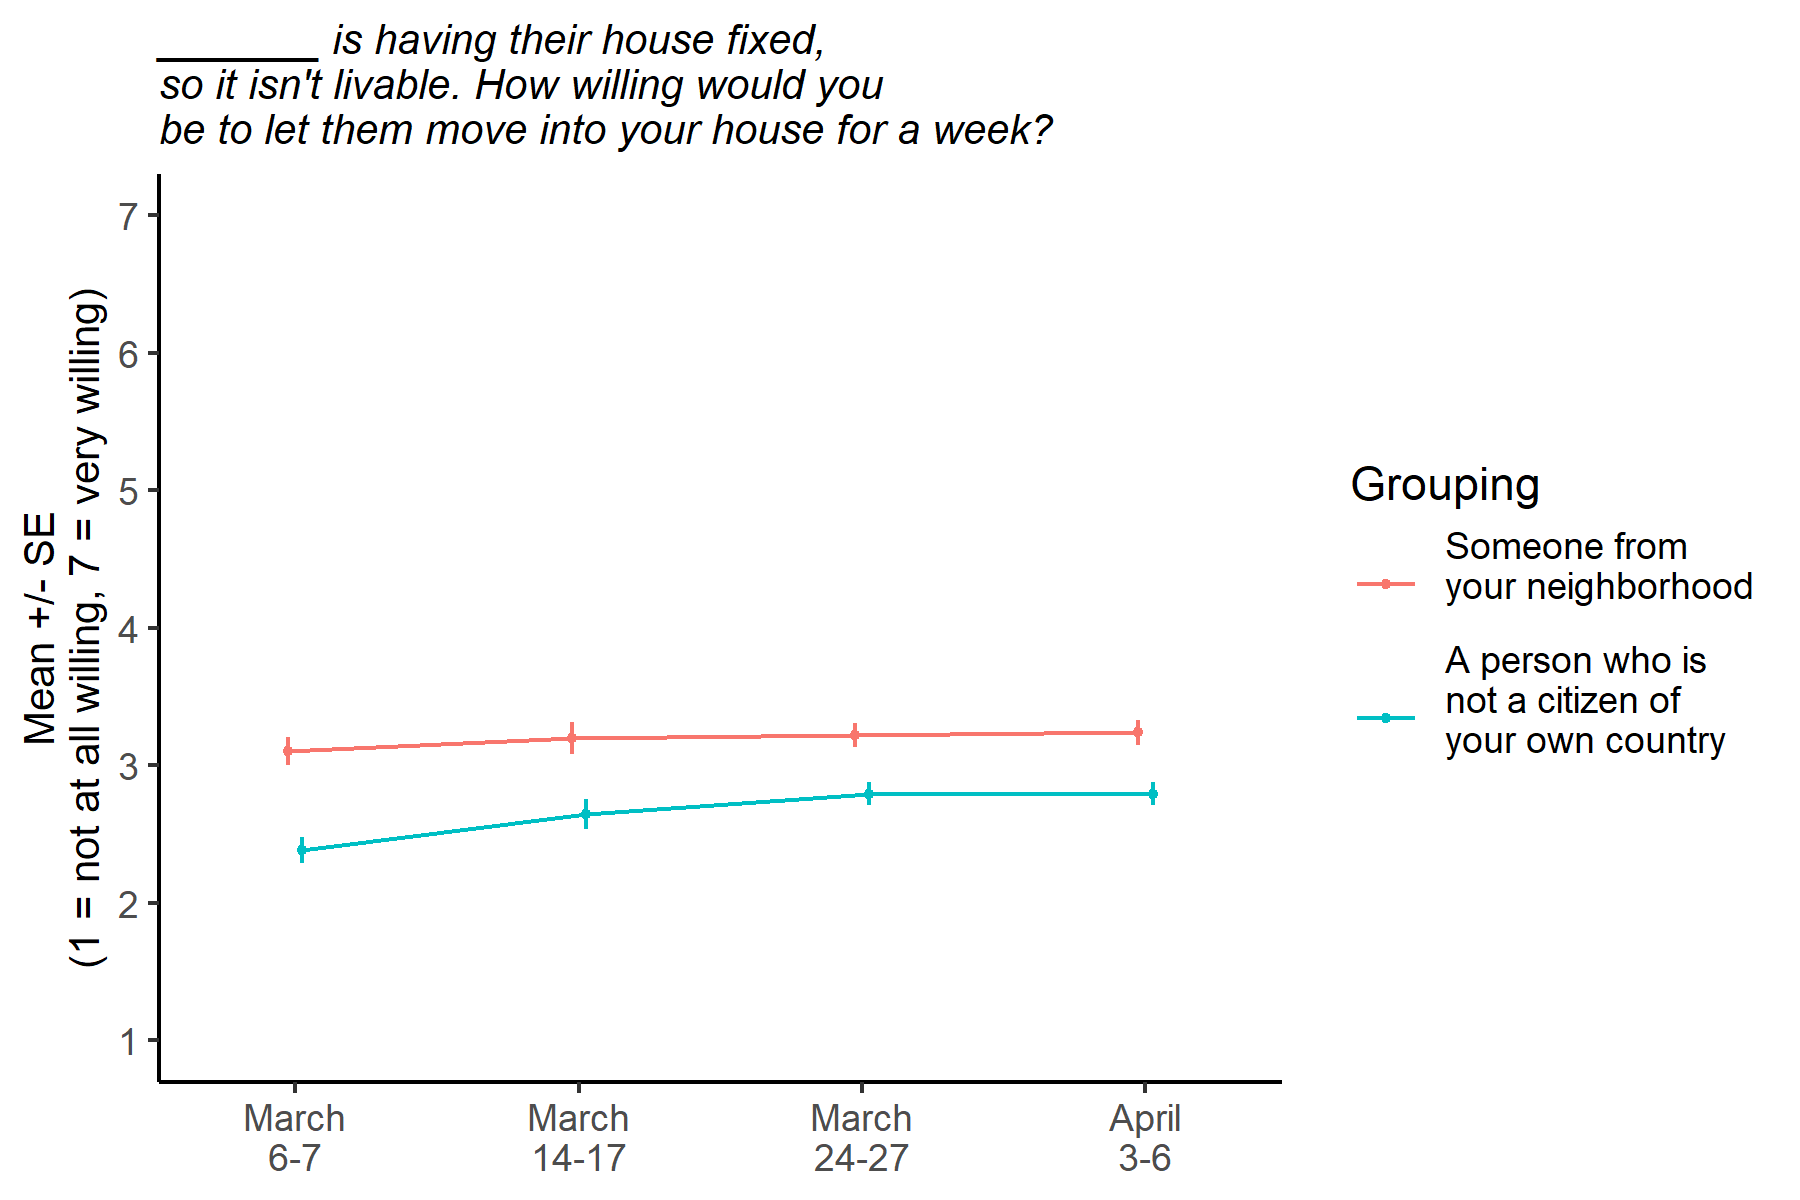 _______ is having their house fixed,
so it isn't livable. How willing would you
be to let them move into your house for a week?
Mean +/- SE
(1 = not at all willing, 7 = very willing)
7
6
5
4
3
2
1
March
6-7
March
14-17
March
24-27
April
3-6
Grouping
Someone from
your neighborhood
A person who is
not a citizen of
your own country